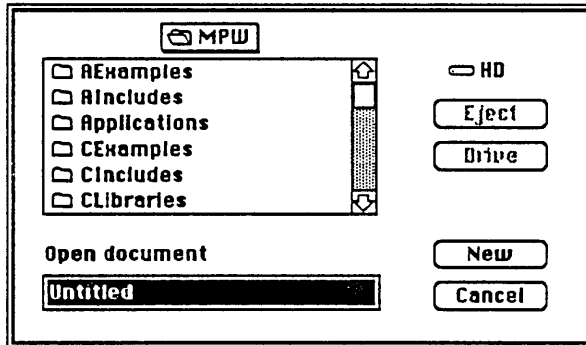 MPW
AExamples
AIncludes
Applications
CExamples
CIncludes
CLibraries
HD
Eject
Drive
Open document
Untitled
New
Cancel